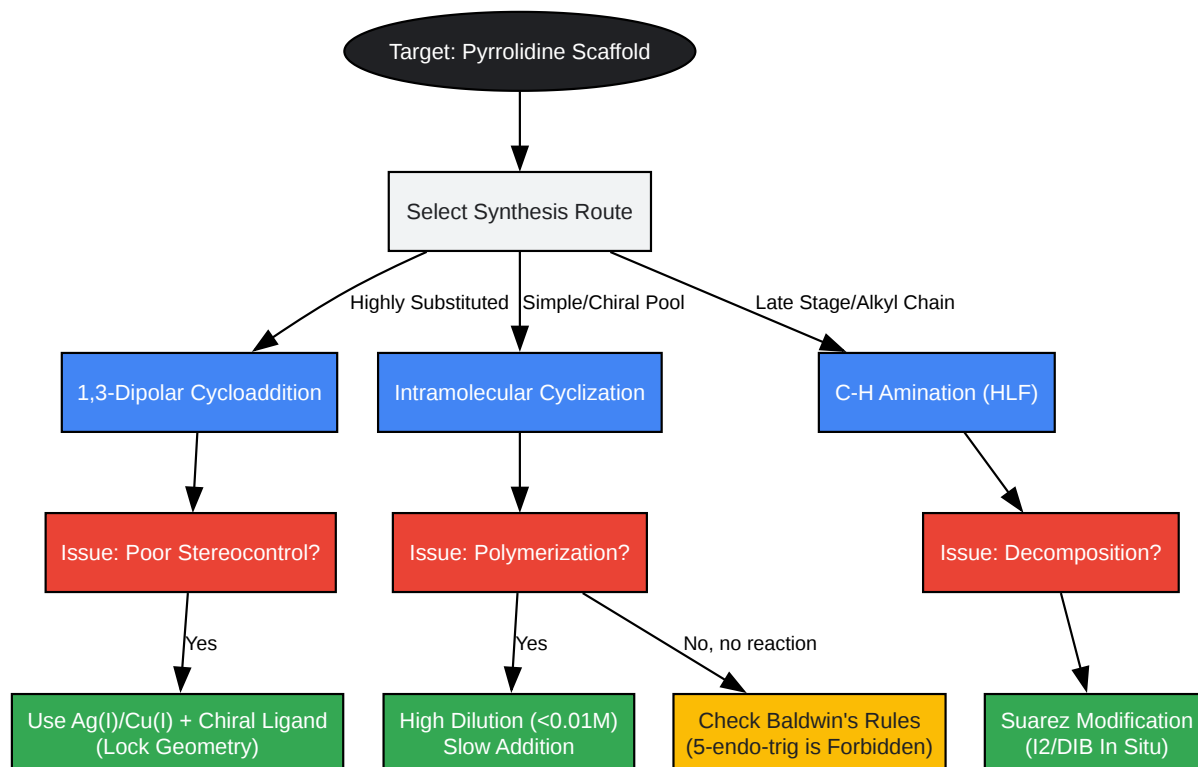 Target: Pyrrolidine Scaffold
Select Synthesis Route
Highly Substituted
Simple/Chiral Pool
Late Stage/Alkyl Chain
1,3-Dipolar Cycloaddition
Intramolecular Cyclization
C-H Amination (HLF)
Issue: Poor Stereocontrol?
Issue: Polymerization?
Issue: Decomposition?
Yes
Yes
No, no reaction
Use Ag(I)/Cu(I) + Chiral Ligand
(Lock Geometry)
High Dilution (<0.01M)
Slow Addition
Check Baldwin's Rules
(5-endo-trig is Forbidden)
Suarez Modification
(I2/DIB In Situ)